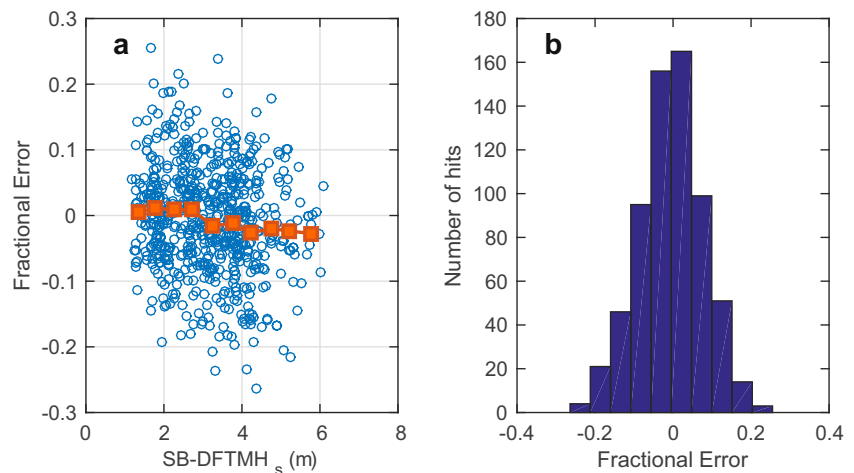 a
0.3
0.2
0.1
0
-0.1
-0.2
-0.3
Fractional Error
0 2 4 6 8
SB-DFTMH s (m)
b
180
160
140
120
100
80
60
40
20
0
Number of hits
-0.4 -0.2 0 0.2 0.4
Fractional Error